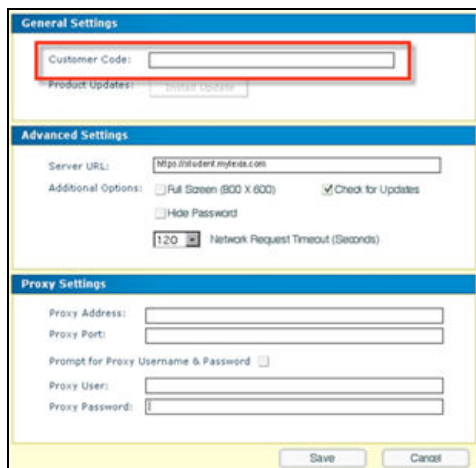 General Settings
Customer Code:
Product Updates: Install Update
Advanced Settings
Server URL: https://student.mylexia.com
Additional Options: Full Screen (800 X 600) Check for Updates
Hide Password
120 Network Request Timeout (Seconds)
Proxy Settings
Proxy Address:
Proxy Port:
Prompt for Proxy Username & Password
Proxy User:
Proxy Password:
Save Cancel